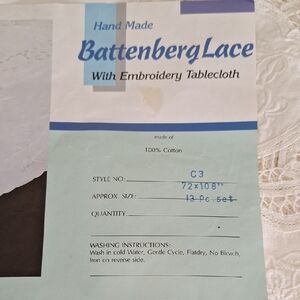 Hand Made
Battenberg Lace
With Embroidery Tablecloth
made of
100% Cotton
STYLE NO: C3
72x108"
APPROX. SIZE: 13 Pc. set
QUANTITY
WASHING INSTRUCTIONS:
Wash in cold Water, Gentle Cycle, Flatdry, No Bleach,
Iron on reverse side.